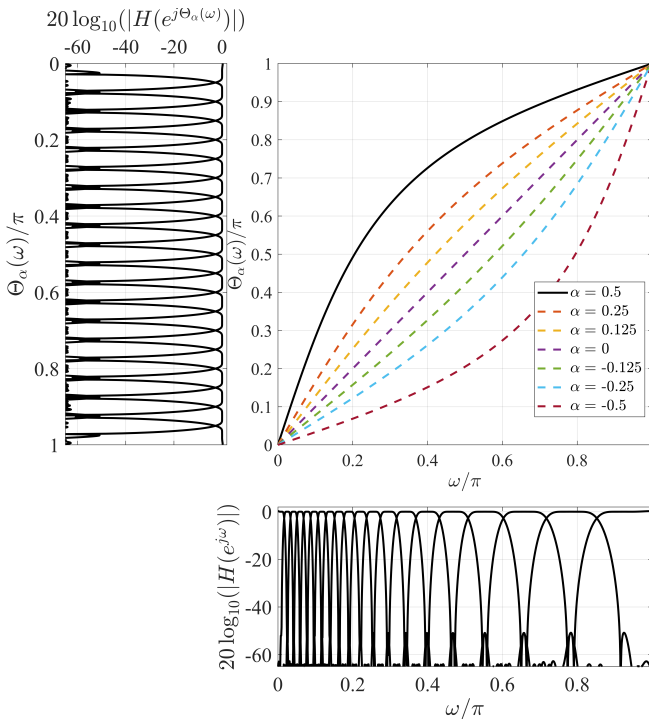 20 log₁₀(|H(e^{jΘ_α(ω)})|)
-60 -40 -20 0
0
0.2
0.4
0.6
0.8
1
Θ_α(ω)/π
1
0.9
0.8
0.7
0.6
0.5
0.4
0.3
0.2
0.1
0
Θ_α(ω)/π
α = 0.5
α = 0.25
α = 0.125
α = 0
α = -0.125
α = -0.25
α = -0.5
0 0.2 0.4 0.6 0.8
ω/π
0
-20
-40
-60
20 log₁₀(|H(e^{jω})|)
0 0.2 0.4 0.6 0.8
ω/π